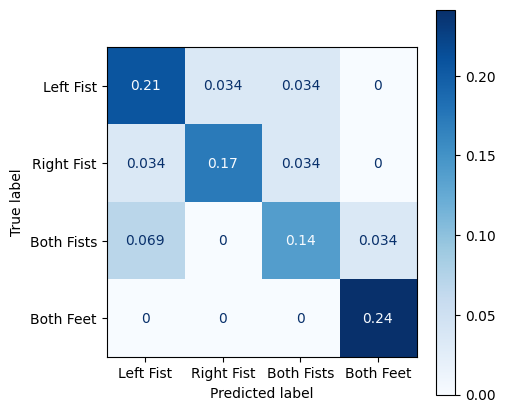 Left Fist 0.21 0.034 0.034 0
Right Fist 0.034 0.17 0.034 0
Both Fists 0.069 0 0.14 0.034
Both Feet 0 0 0 0.24
Left Fist Right Fist Both Fists Both Feet
Predicted label
True label
0.20
0.15
0.10
0.05
0.00